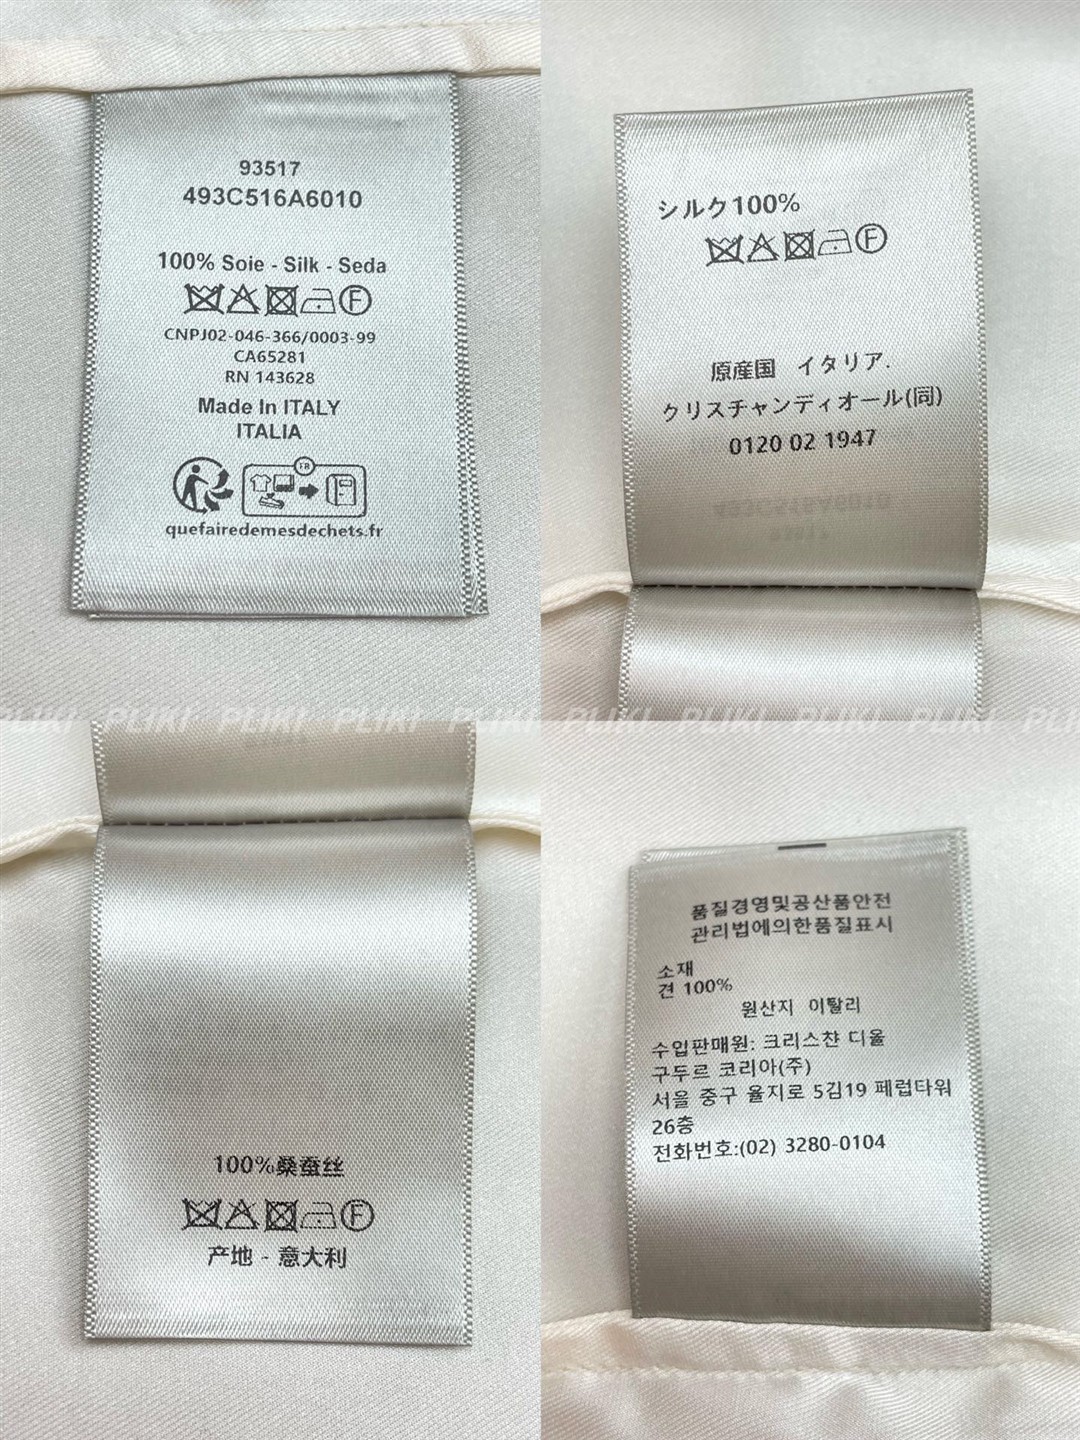 93517
493C516A6010
100% Soie - Silk - Seda
F
CNPJ02-046-366/0003-99
CA65281
RN 143628
Made In ITALY
ITALIA
FR
quefairedemesdechets.fr
シルク100%
F
原産国 イタリア.
クリスチャンディオール(同)
0120 02 1947
PLIKI PLIKI PLIKI PLIKI PLIKI PLIKI PLIKI PLIKI
100%桑蚕丝
F
产地 - 意大利
품질경영및공산품안전
관리법에의한품질표시
소재
견 100%
원산지 이탈리
수입판매원: 크리스챤 디올
구두르 코리아(주)
서울 중구 율지로 5김19 페럽타워
26층
전화번호:(02) 3280-0104